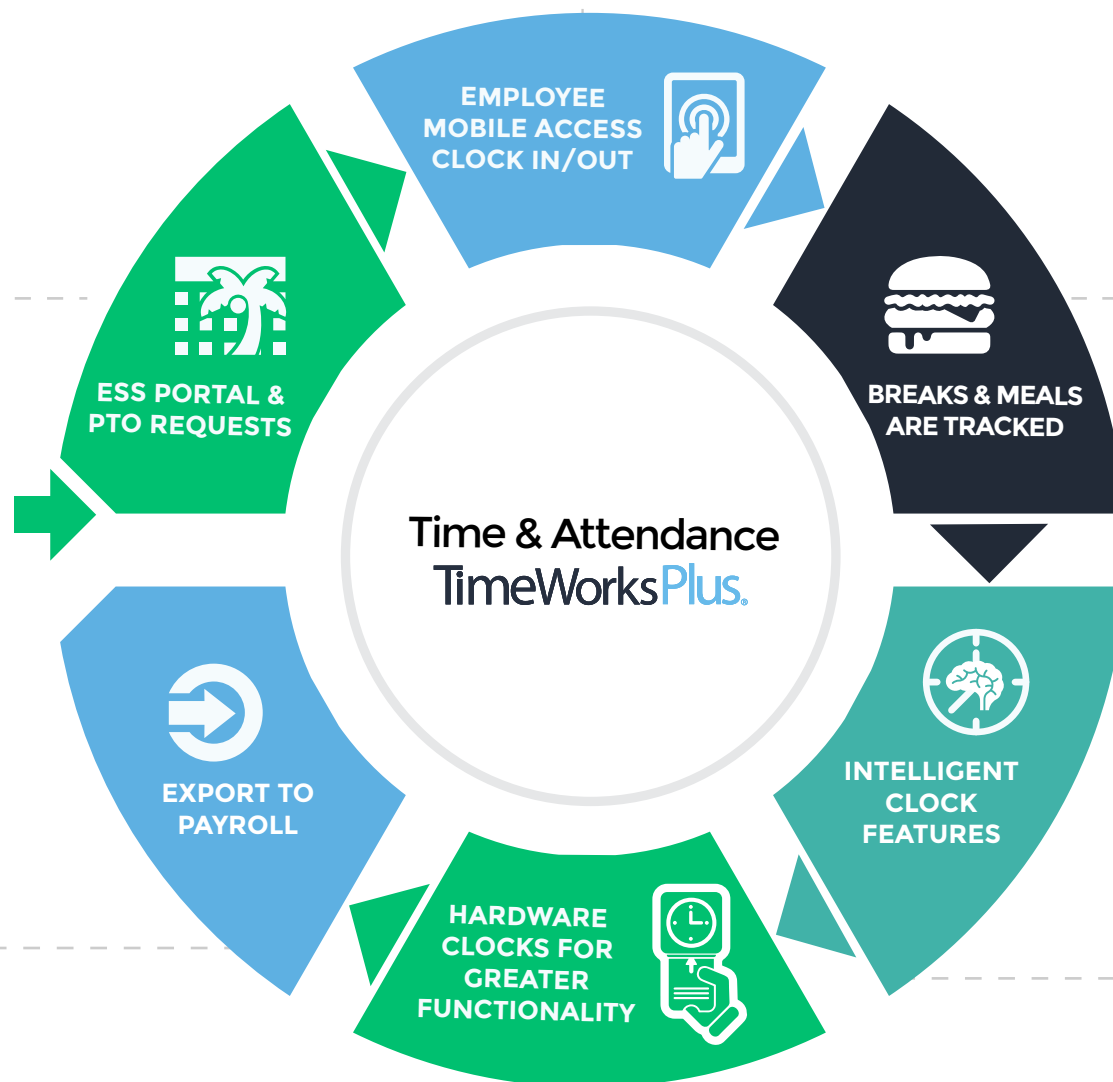 EMPLOYEE
MOBILE ACCESS
CLOCK IN/OUT
ESS PORTAL &
PTO REQUESTS
BREAKS & MEALS
ARE TRACKED
Time & Attendance
TimeWorksPlus®
EXPORT TO
PAYROLL
INTELLIGENT
CLOCK
FEATURES
HARDWARE
CLOCKS FOR
GREATER
FUNCTIONALITY